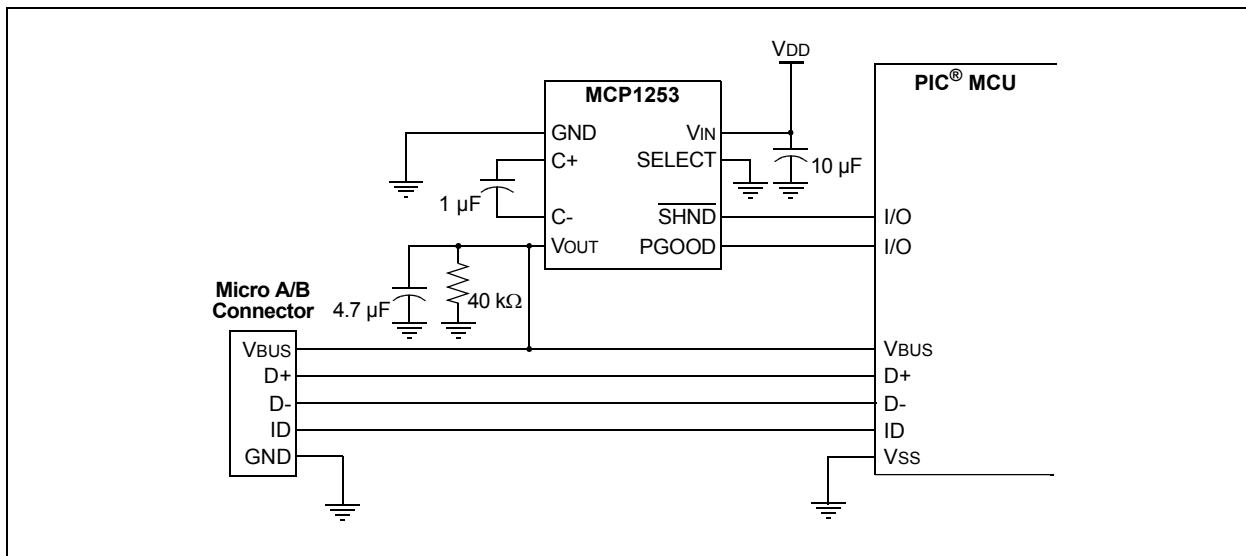 VDD
PIC® MCU
MCP1253
GND
VIN
C+
SELECT
10 µF
1 µF
C-
SHND
I/O
VOUT
PGOOD
I/O
Micro A/B
Connector
4.7 µF
40 kΩ
VBUS
VBUS
D+
D+
D-
D-
ID
ID
GND
VSS